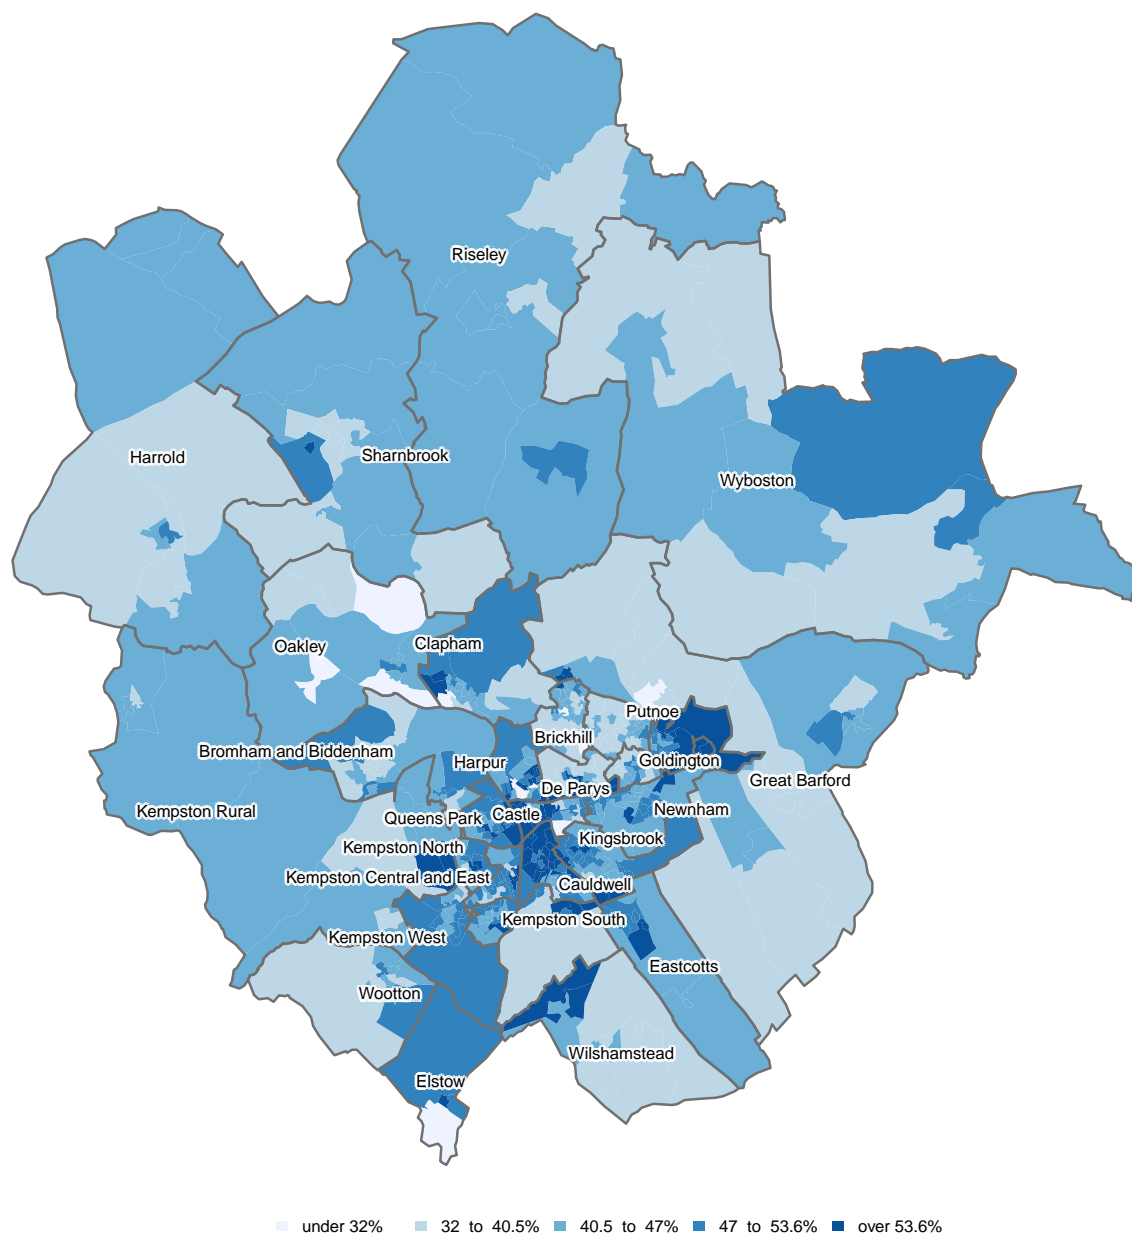 Riseley
Harrold
Sharnbrook
Wyboston
Oakley
Clapham
Putnoe
Brickhill
Bromham and Biddenham
Harpur
Goldington
De Parys
Great Barford
Kempston Rural
Queens Park
Castle
Newnham
Kingsbrook
Kempston North
Kempston Central and East
Cauldwell
Kempston South
Kempston West
Eastcotts
Wootton
Wilshamstead
Elstow
under 32% 32 to 40.5% 40.5 to 47% 47 to 53.6% over 53.6%